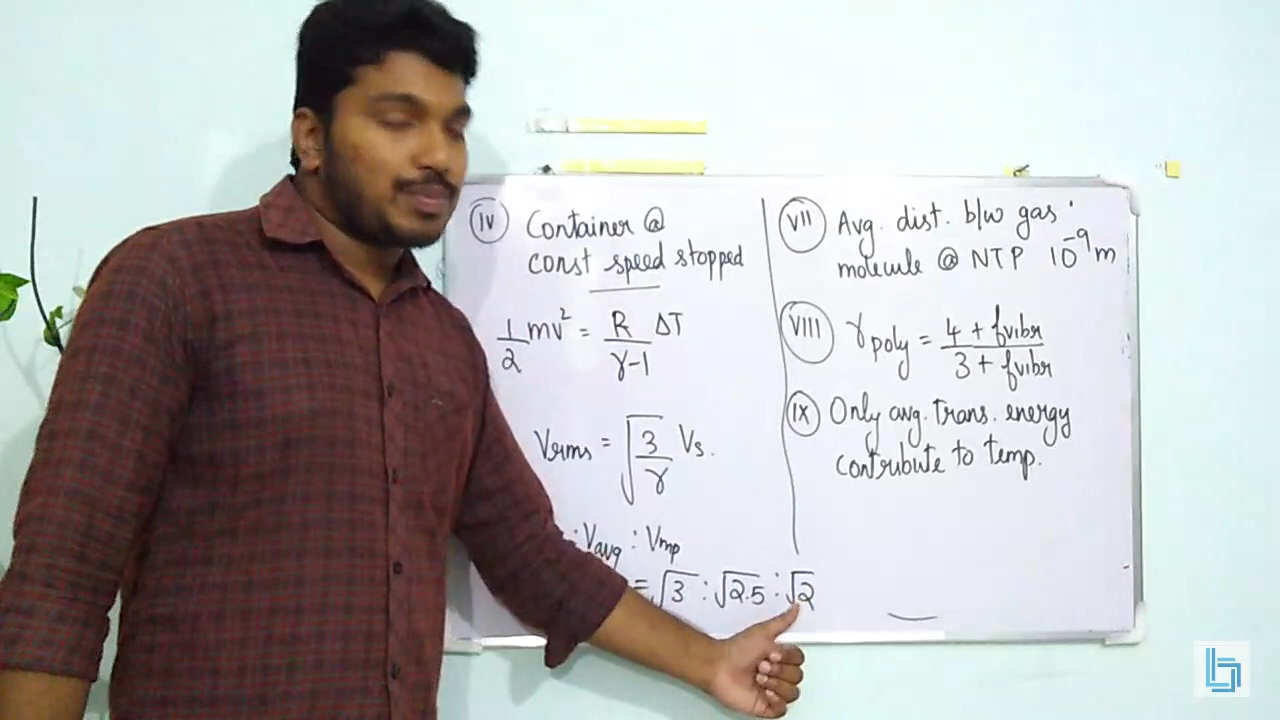 IV Container @
const speed stopped
1/2 mv² = R/γ-1 ΔT
Vrms = √3/γ Vs.
: Vavg : Vmp
= √3 : √2.5 : √2
VII Avg. dist. b/w gas
molecule @ NTP 10⁻⁹m
VIII γpoly = 4 + fvibr/3 + fvibr
IX Only avg. trans. energy
contribute to temp.